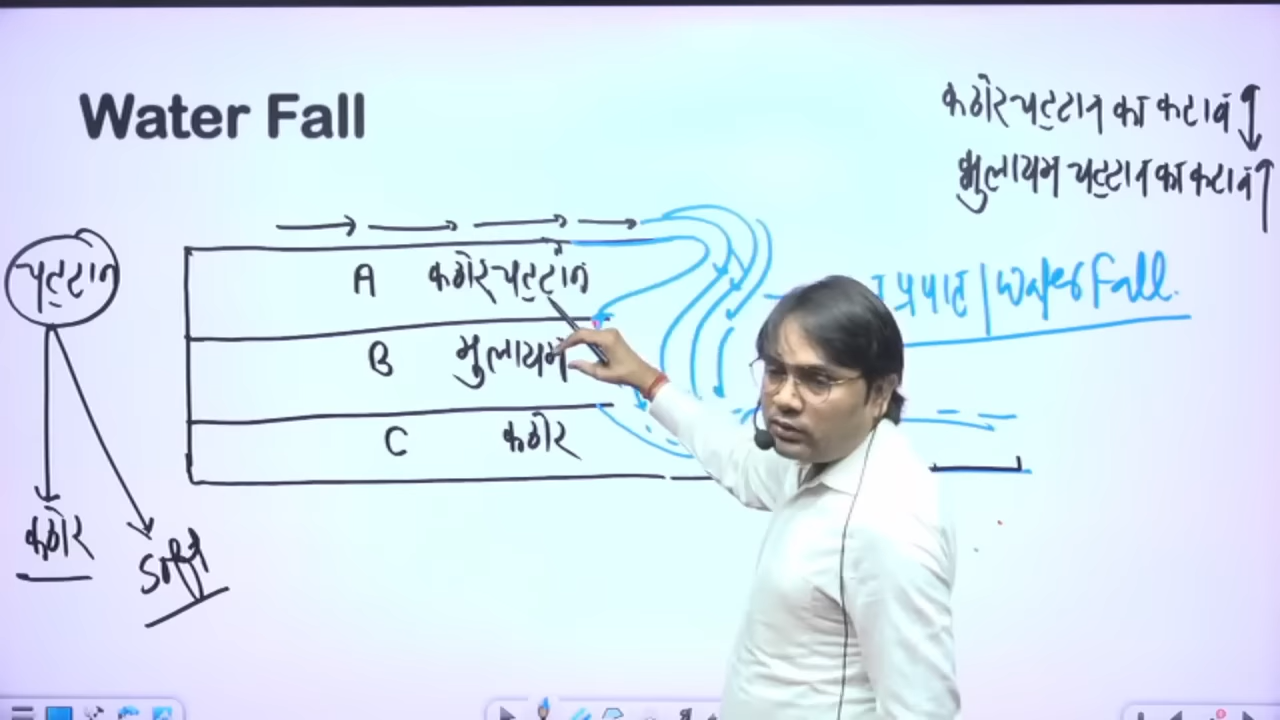 Water Fall
कठोर चट्टान का कटाव
मुलायम चट्टान का कटाव
चट्टान
A कठोर चट्टान
प्रपात | Water Fall.
B मुलायम
C कठोर
कठोर
Soft